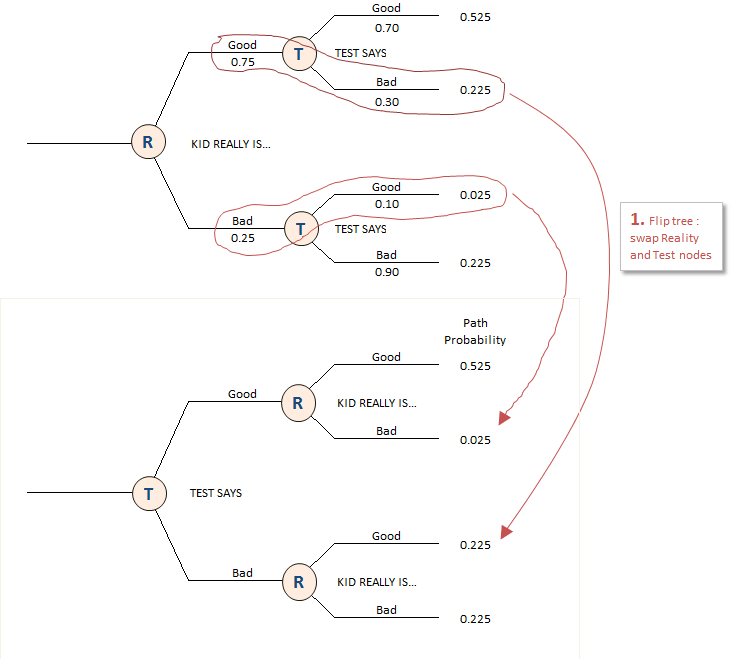 Good
0.70
0.525
Good
0.75
T
TEST SAYS
Bad
0.30
0.225
R
KID REALLY IS...
Good
0.10
0.025
Bad
0.25
T
TEST SAYS
Bad
0.90
0.225
1. Flip tree :
swap Reality
and Test nodes
Path
Probability
Good
0.525
Good
R
KID REALLY IS...
Bad
0.025
T
TEST SAYS
Good
0.225
Bad
R
KID REALLY IS...
Bad
0.225